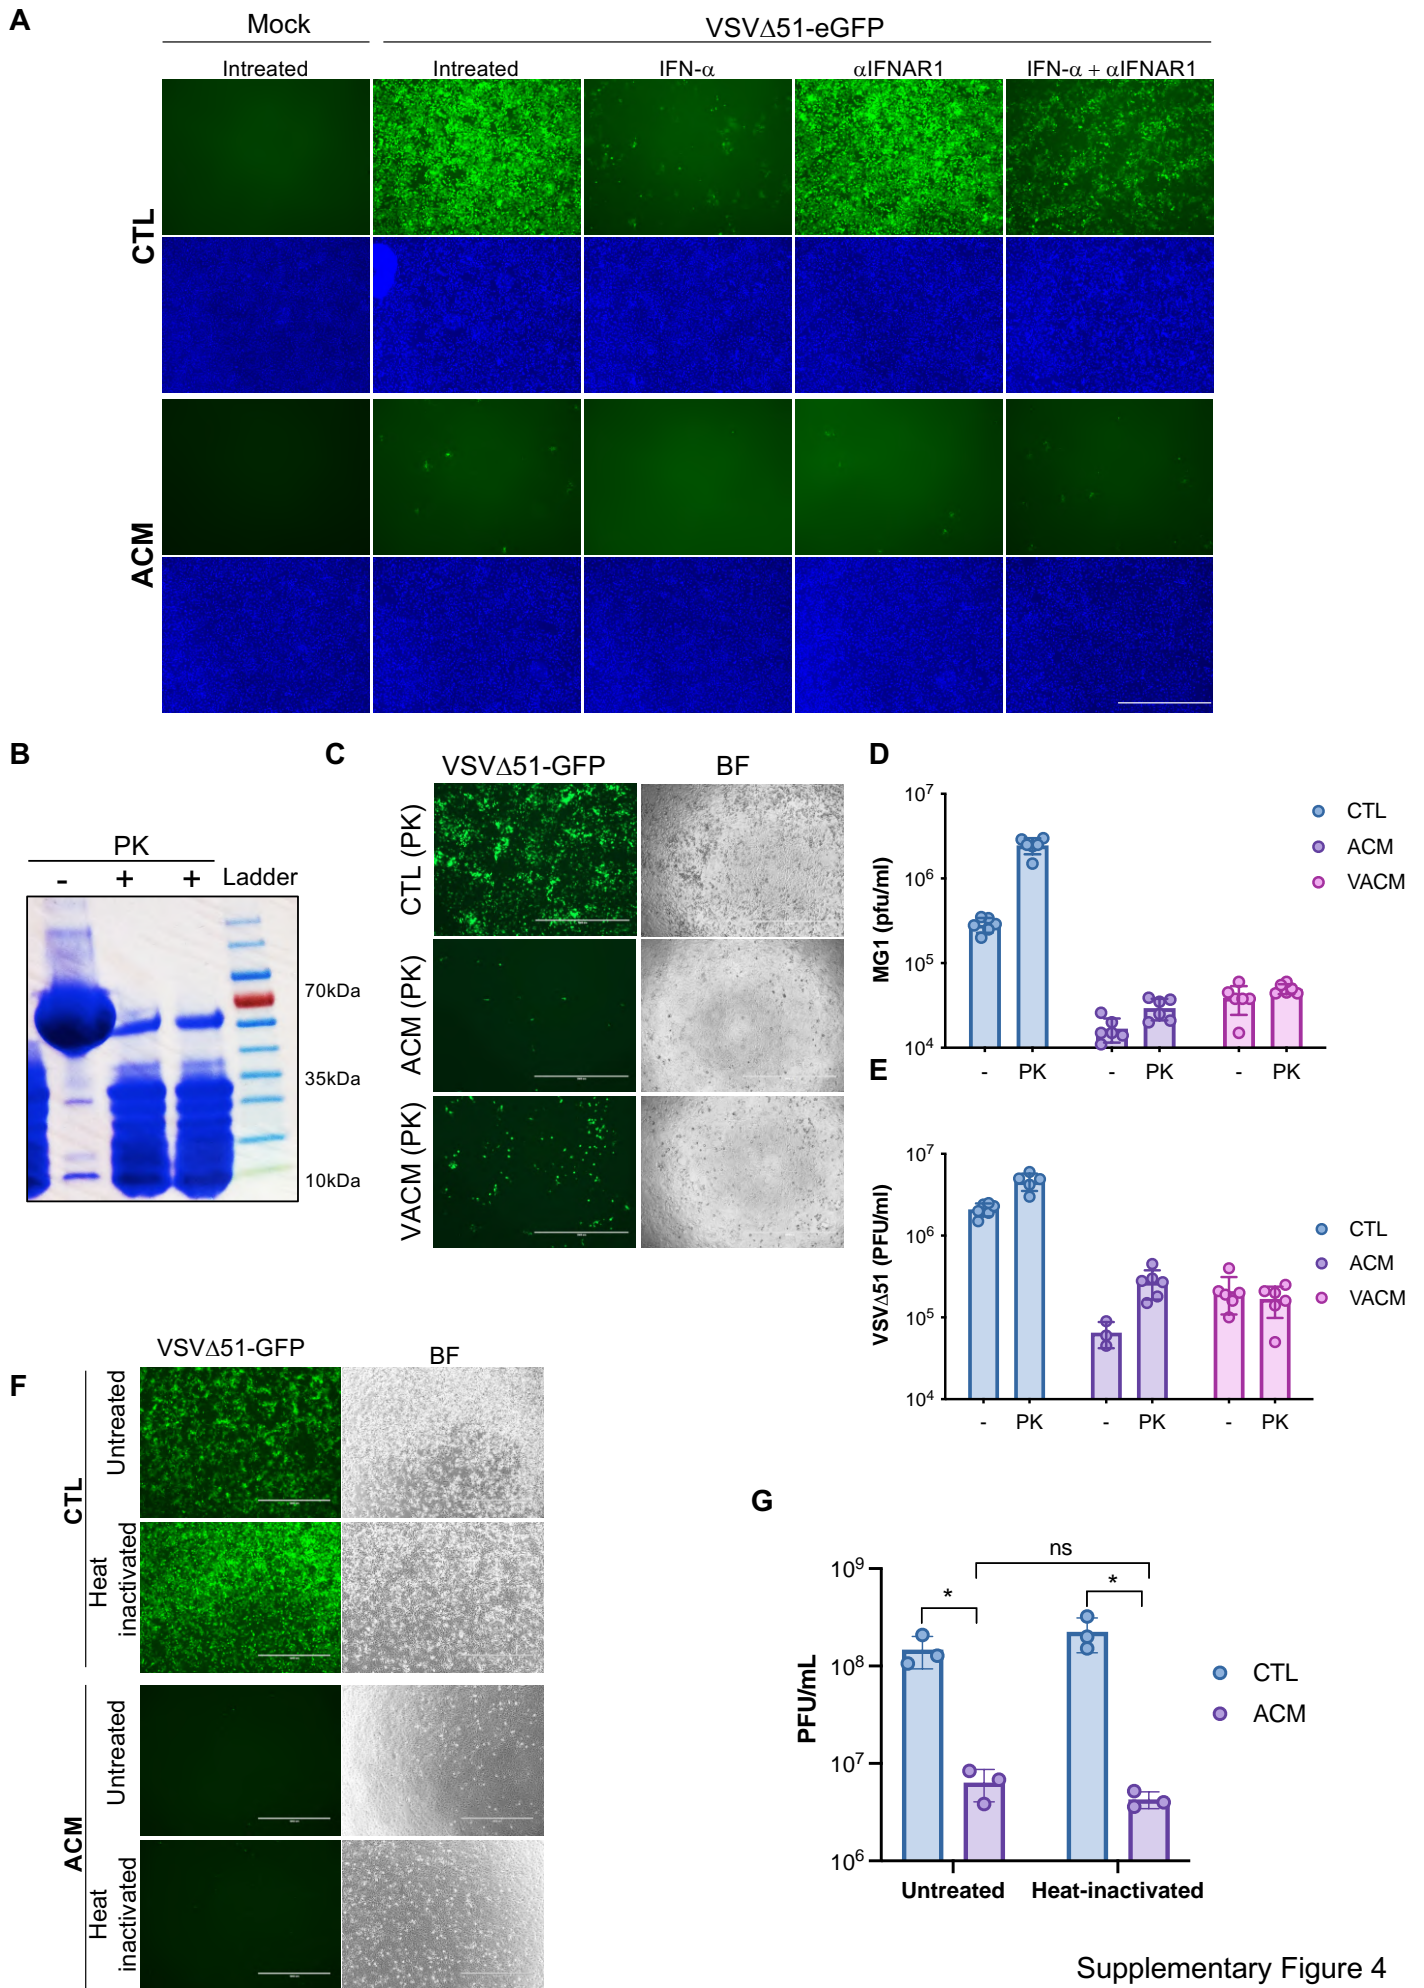 A
Mock
VSVΔ51-eGFP
Intreated
Intreated
IFN-α
αIFNAR1
IFN-α + αIFNAR1
CTL
ACM
B
PK
-
+
+
Ladder
70kDa
35kDa
10kDa
C
VSVΔ51-GFP
BF
CTL (PK)
ACM (PK)
VACM (PK)
D
MG1 (pfu/ml)
10⁷
10⁶
10⁵
10⁴
-
PK
-
PK
-
PK
CTL
ACM
VACM
E
VSVΔ51 (PFU/ml)
10⁷
10⁶
10⁵
10⁴
-
PK
-
PK
-
PK
CTL
ACM
VACM
F
VSVΔ51-GFP
BF
CTL
Untreated
Heat
inactivated
ACM
Untreated
Heat
inactivated
G
PFU/mL
10⁹
10⁸
10⁷
10⁶
*
ns
*
Untreated
Heat-inactivated
CTL
ACM
Supplementary Figure 4